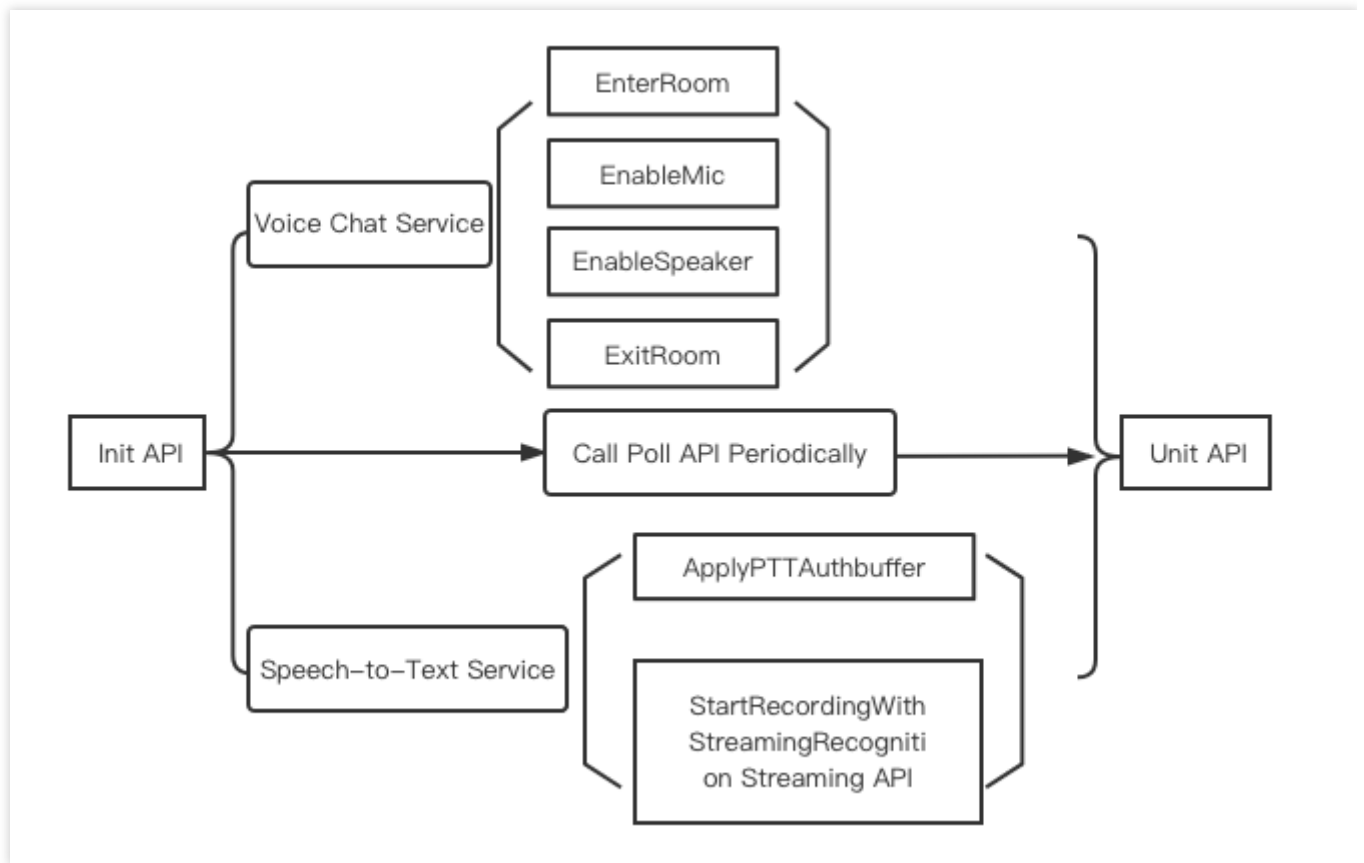 EnterRoom
EnableMic
Voice Chat Service
EnableSpeaker
ExitRoom
Init API
Call Poll API Periodically
Unit API
ApplyPTTAuthbuffer
Speech-to-Text Service
StartRecordingWith
StreamingRecogniti
on Streaming API